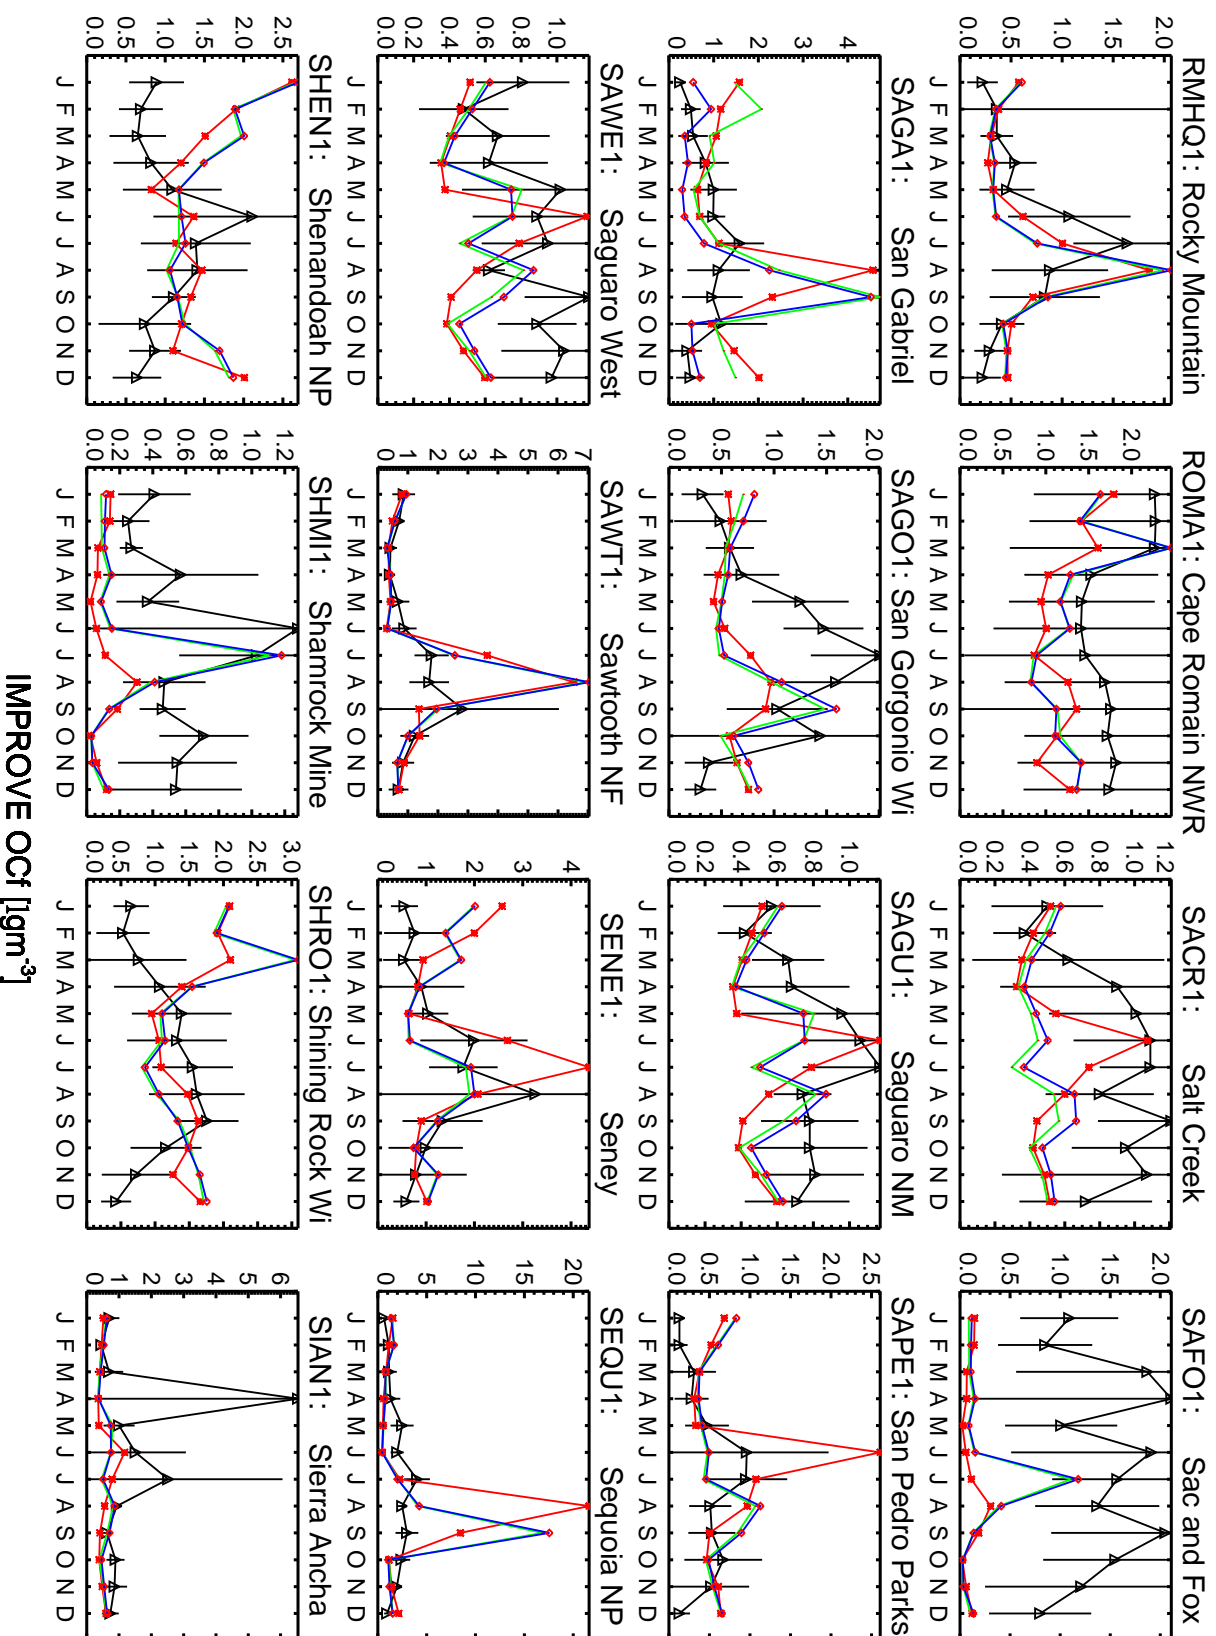 RMHQ1: Rocky Mountain
2.0
1.5
1.0
0.5
0.0
J F M A M J J A S O N D
ROMA1: Cape Romain NWR
2.0
1.5
1.0
0.5
0.0
J F M A M J J A S O N D
SACR1: Salt Creek
1.2
1.0
0.8
0.6
0.4
0.2
0.0
J F M A M J J A S O N D
SAFO1: Sac and Fox
2.0
1.5
1.0
0.5
0.0
J F M A M J J A S O N D
SAGA1: San Gabriel
4
3
2
1
0
J F M A M J J A S O N D
SAGO1: San Gorgonio Wi
2.0
1.5
1.0
0.5
0.0
J F M A M J J A S O N D
SAGU1: Saguaro NM
1.0
0.8
0.6
0.4
0.2
0.0
J F M A M J J A S O N D
SAPE1: San Pedro Parks
2.5
2.0
1.5
1.0
0.5
0.0
J F M A M J J A S O N D
SAWE1: Saguaro West
1.0
0.8
0.6
0.4
0.2
0.0
J F M A M J J A S O N D
SAWT1: Sawtooth NF
7
6
5
4
3
2
1
0
J F M A M J J A S O N D
SENE1: Seney
4
3
2
1
0
J F M A M J J A S O N D
SEQU1: Sequoia NP
20
15
10
5
0
J F M A M J J A S O N D
SHEN1: Shenandoah NP
2.5
2.0
1.5
1.0
0.5
0.0
J F M A M J J A S O N D
SHMI1: Shamrock Mine
1.2
1.0
0.8
0.6
0.4
0.2
0.0
J F M A M J J A S O N D
SHRO1: Shining Rock Wi
3.0
2.5
2.0
1.5
1.0
0.5
0.0
J F M A M J J A S O N D
SIAN1: Sierra Ancha
6
5
4
3
2
1
0
J F M A M J J A S O N D
IMPROVE OCf [1gm-3]